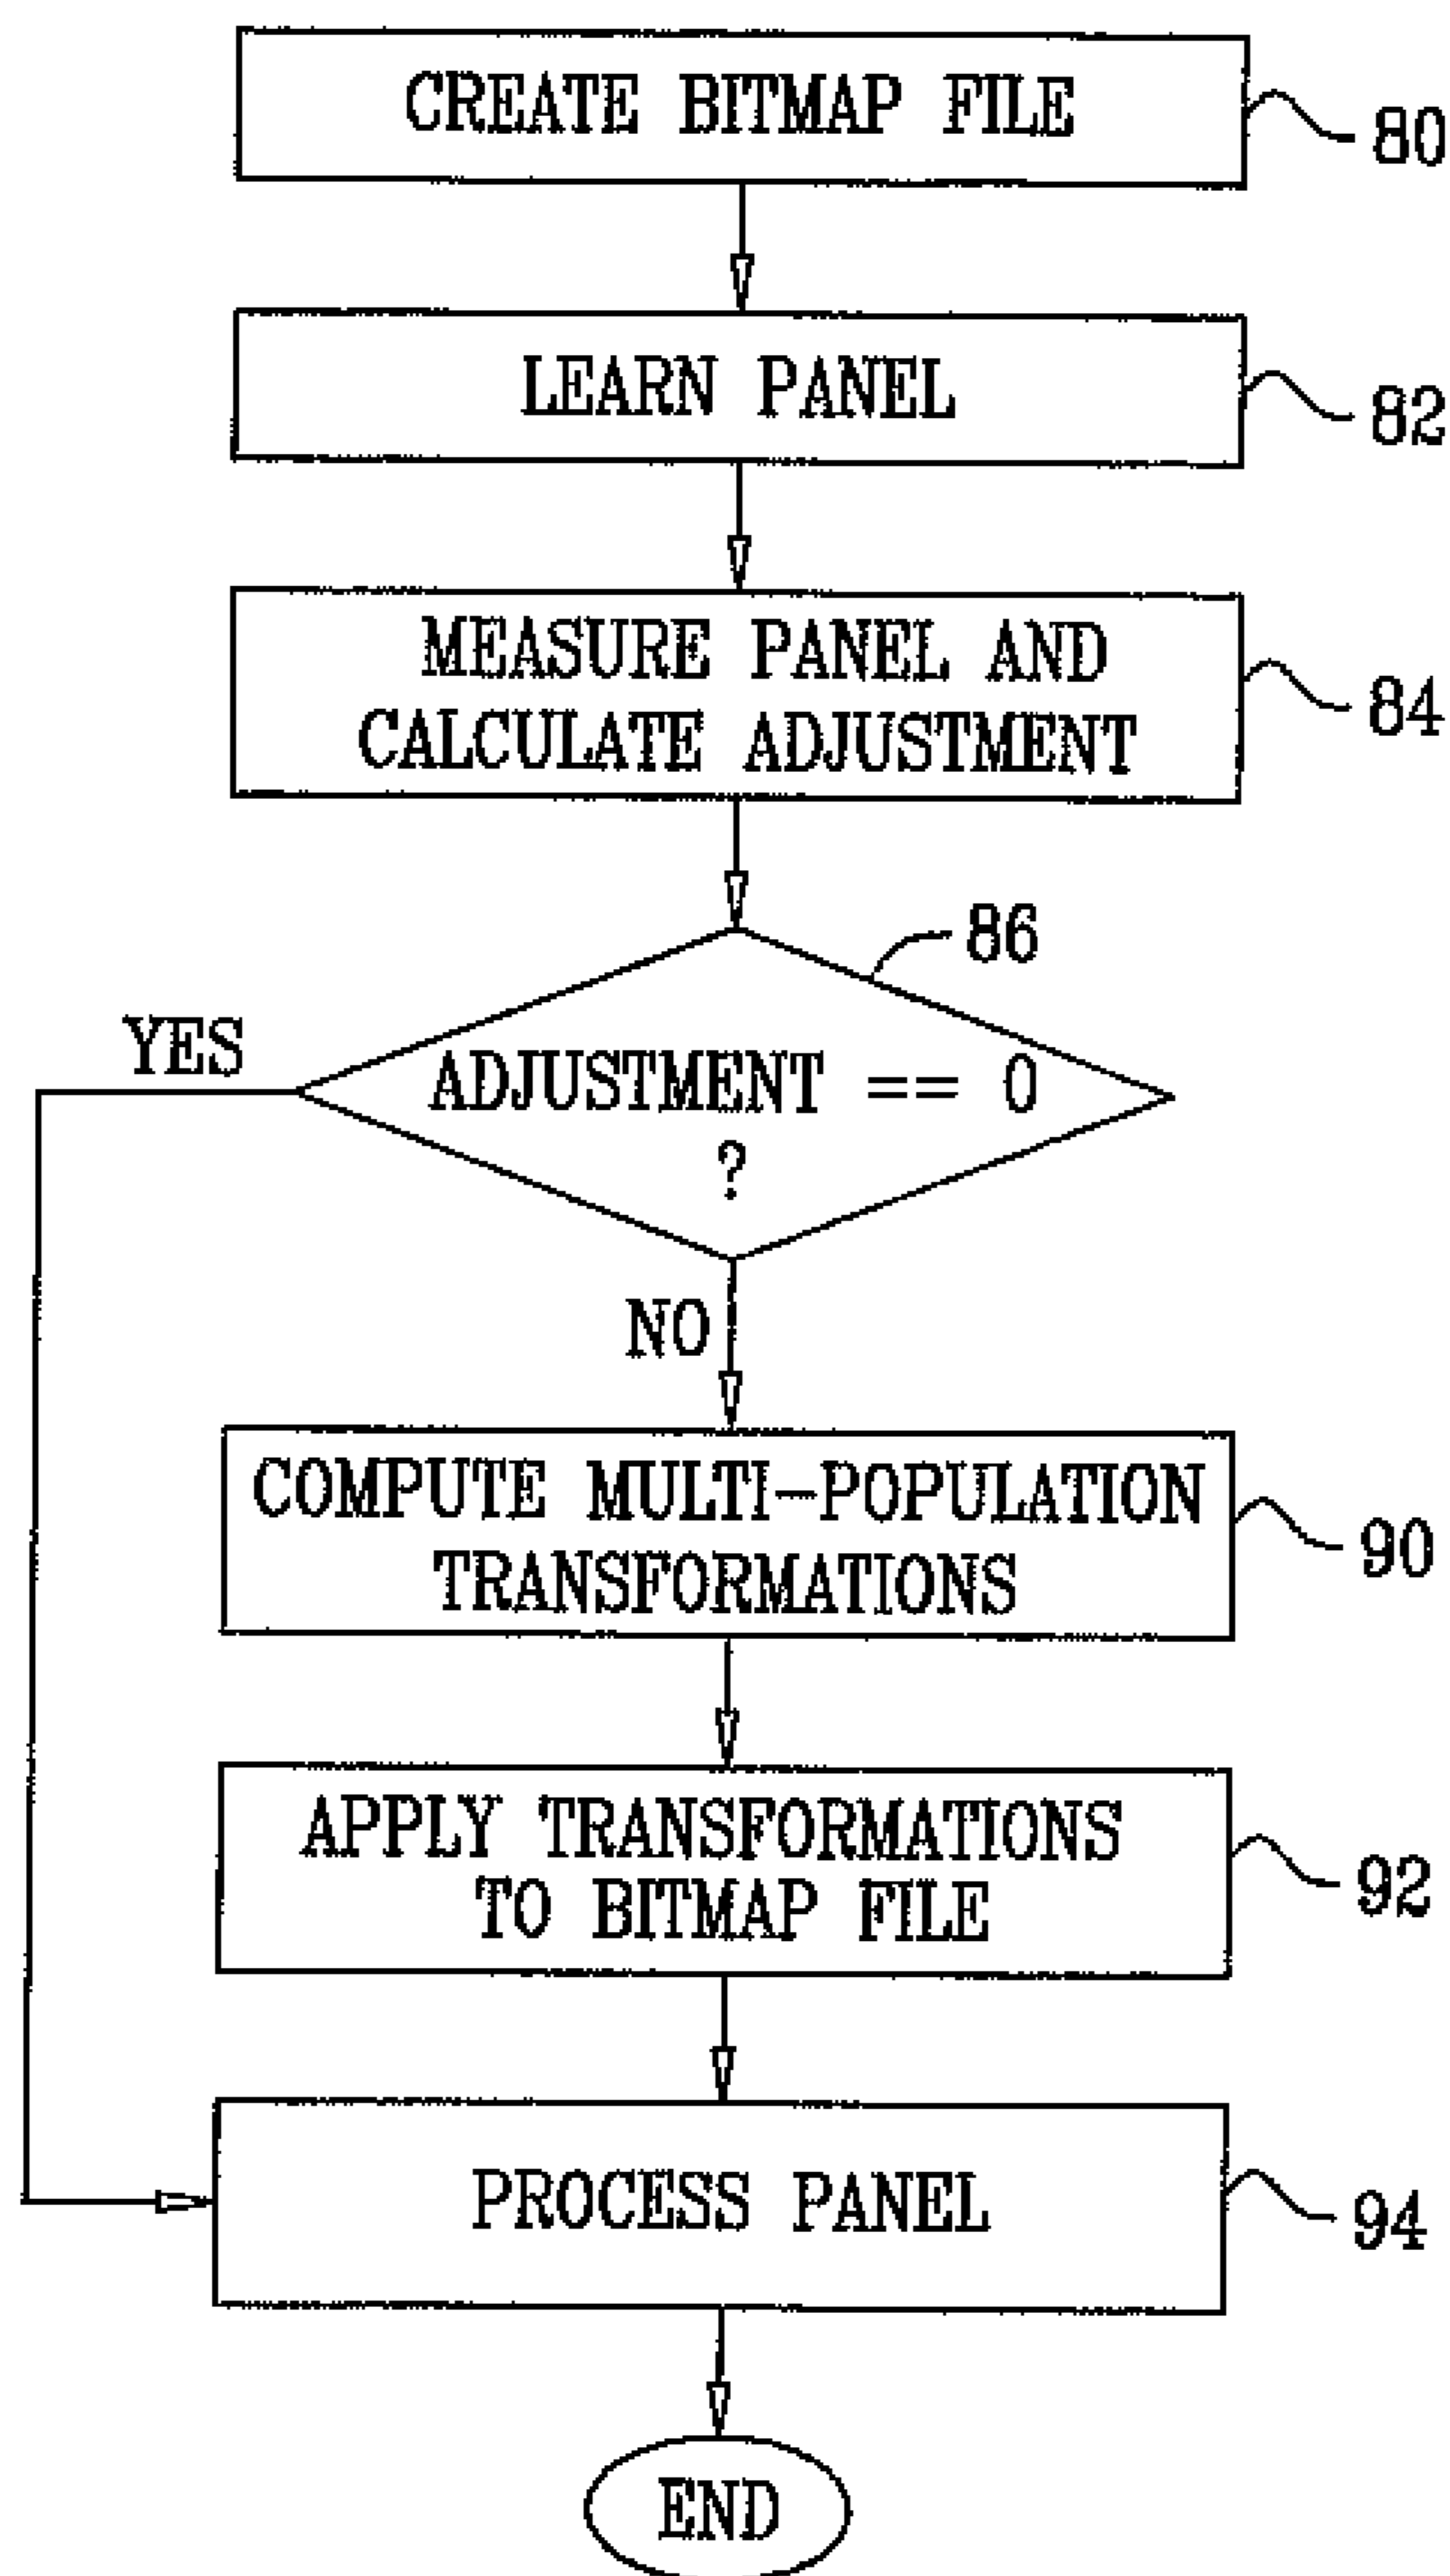 CREATE BITMAP FILE
80
LEARN PANEL
82
MEASURE PANEL AND
CALCULATE ADJUSTMENT
84
86
YES
ADJUSTMENT == 0
?
NO
COMPUTE MULTI-POPULATION
TRANSFORMATIONS
90
APPLY TRANSFORMATIONS
TO BITMAP FILE
92
PROCESS PANEL
94
END